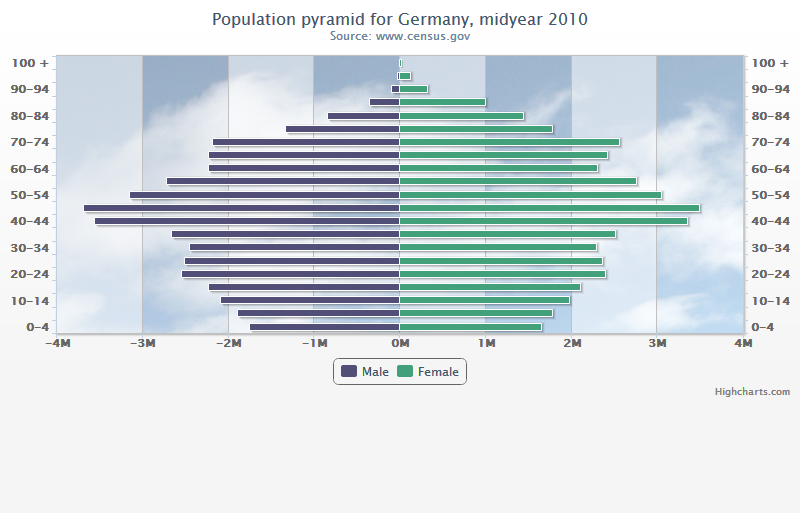 Population pyramid for Germany, midyear 2010
Source: www.census.gov
100 + 100 +
90-94 90-94
80-84 80-84
70-74 70-74
60-64 60-64
50-54 50-54
40-44 40-44
30-34 30-34
20-24 20-24
10-14 10-14
0-4 0-4
-4M -3M -2M -1M 0M 1M 2M 3M 4M
Male Female
Highcharts.com